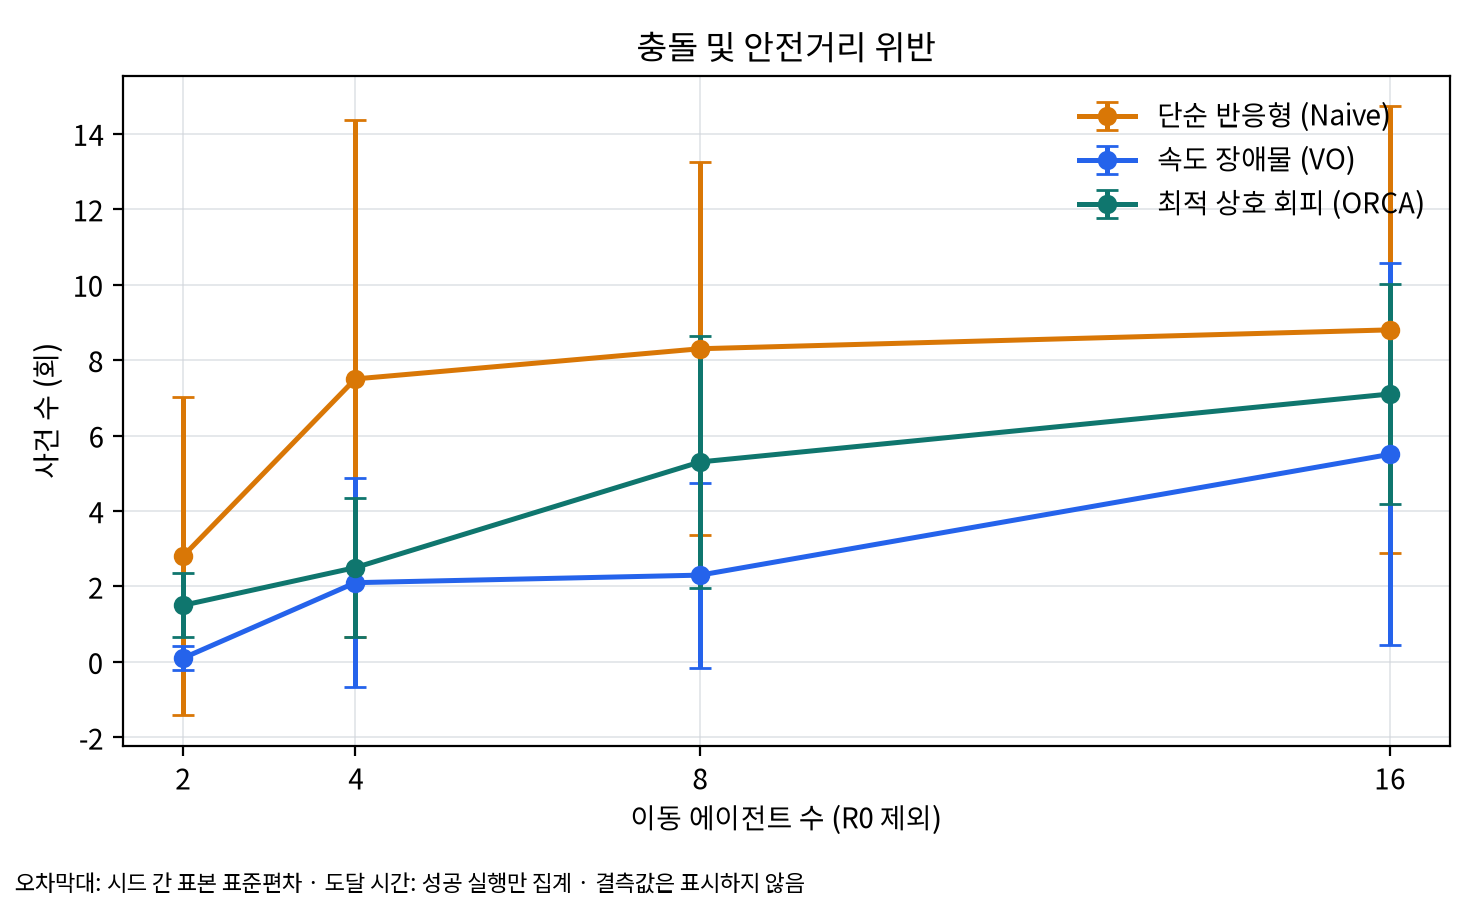 충돌 및 안전거리 위반
단순 반응형 (Naive)
속도 장애물 (VO)
최적 상호 회피 (ORCA)
사건 수 (회)
14
12
10
8
6
4
2
0
-2
2 4 8 16
이동 에이전트 수 (R0 제외)
오차막대: 시드 간 표본 표준편차 · 도달 시간: 성공 실행만 집계 · 결측값은 표시하지 않음